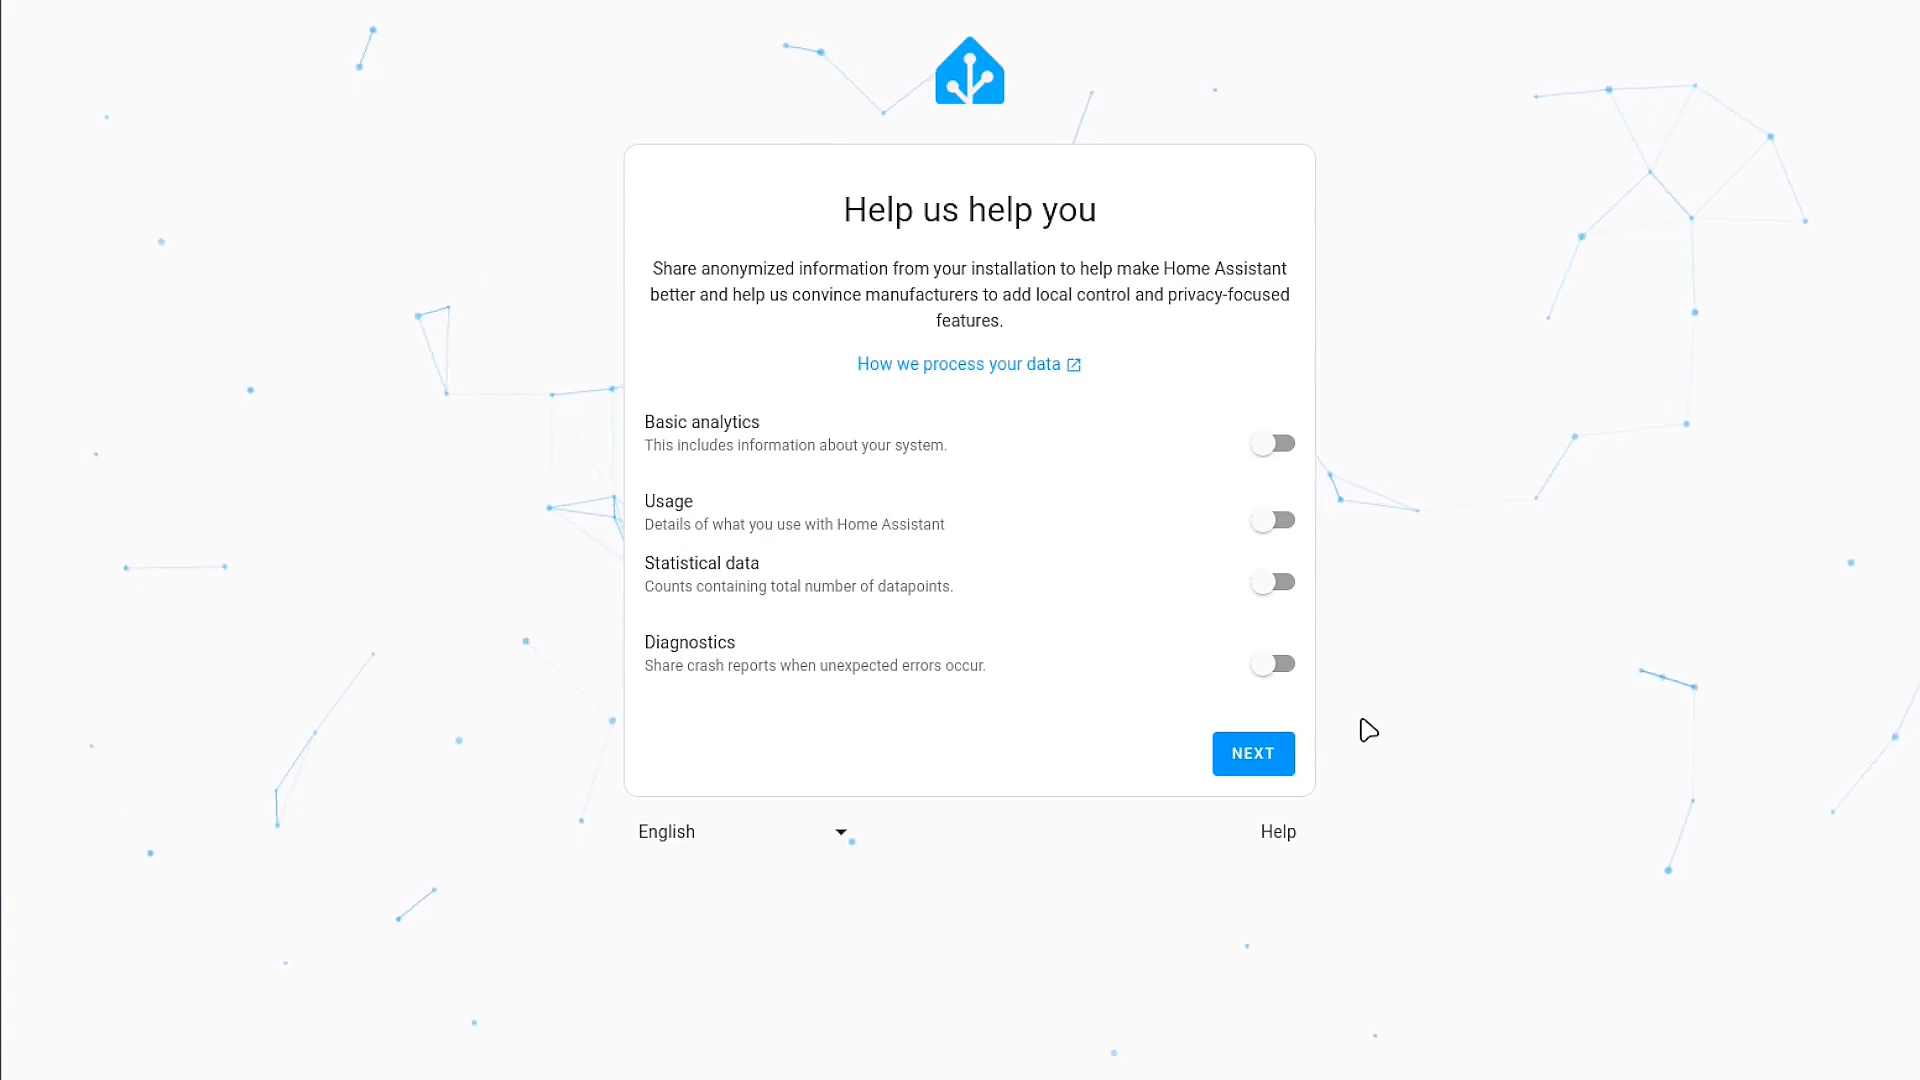 Help us help you
Share anonymized information from your installation to help make Home Assistant
better and help us convince manufacturers to add local control and privacy-focused
features.
How we process your data
Basic analytics
This includes information about your system.
Usage
Details of what you use with Home Assistant
Statistical data
Counts containing total number of datapoints.
Diagnostics
Share crash reports when unexpected errors occur.
NEXT
English
Help